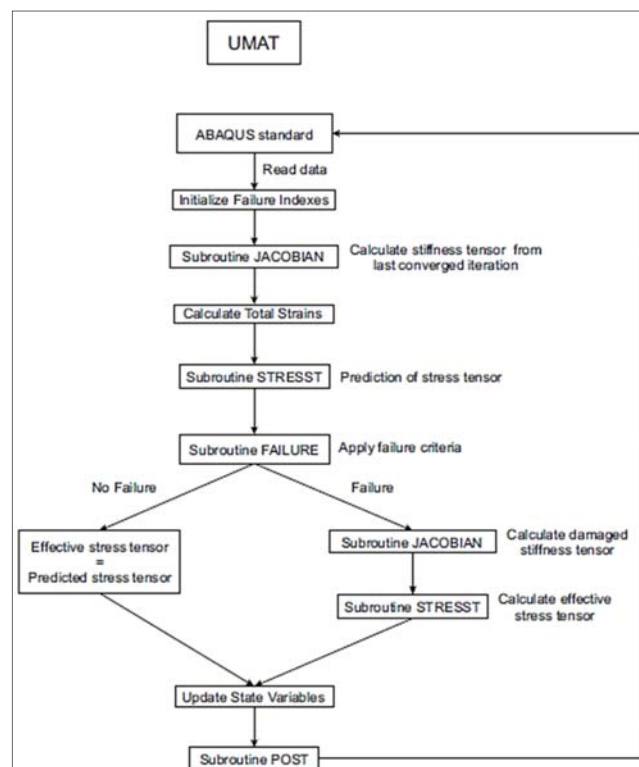 UMAT
ABAQUS standard
Read data
Initialize Failure Indexes
Subroutine JACOBIAN
Calculate stiffness tensor from
last converged iteration
Calculate Total Strains
Subroutine STRESST
Prediction of stress tensor
Subroutine FAILURE
Apply failure criteria
No Failure
Failure
Effective stress tensor
=
Predicted stress tensor
Subroutine JACOBIAN
Calculate damaged
stiffness tensor
Subroutine STRESST
Calculate effective
stress tensor
Update State Variables
Subroutine POST